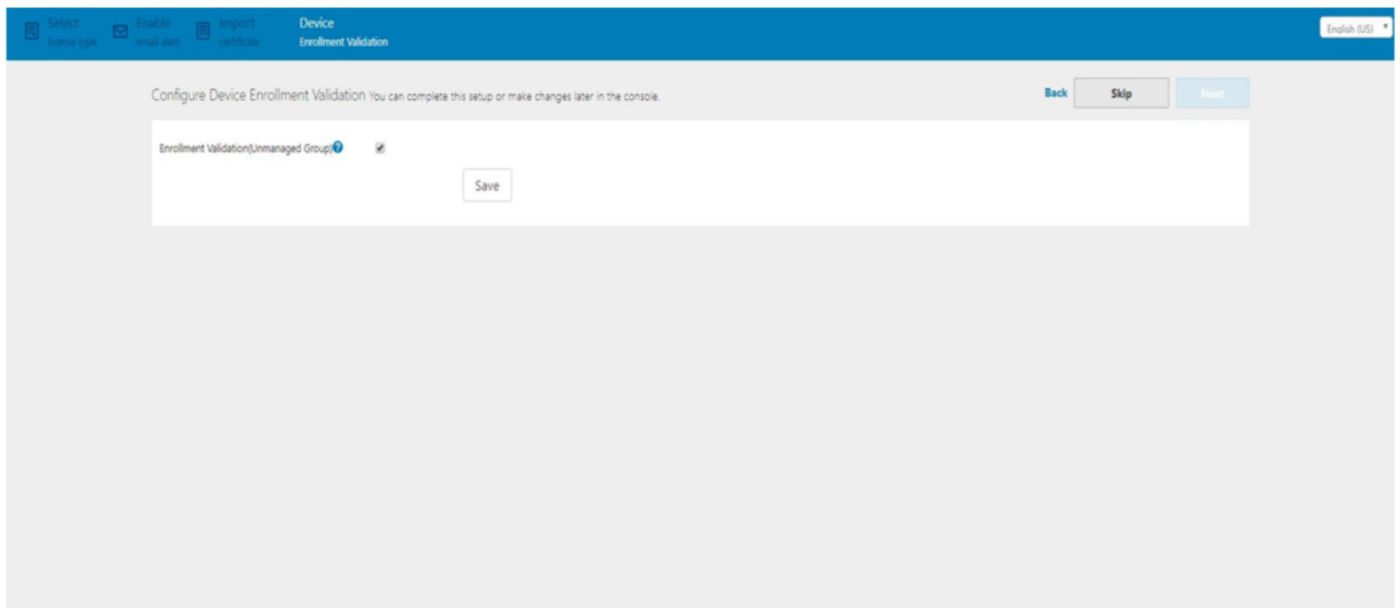 Select
license type
Enable
email alert
Import
certificate
Device
Enrollment Validation
English (US)
Configure Device Enrollment Validation You can complete this setup or make changes later in the console.
Back
Skip
Next
Enrollment Validation(Unmanaged Group)?
Save